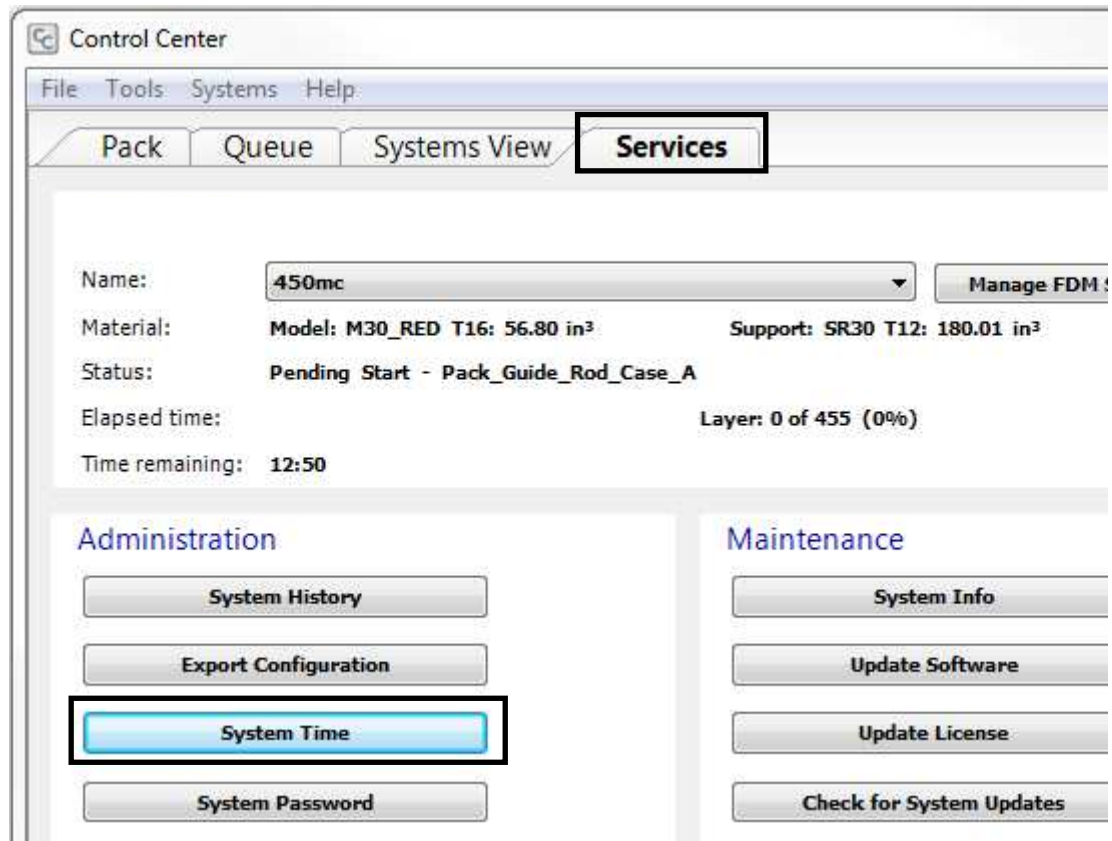 Control Center
File Tools Systems Help
Pack Queue Systems View Services
Name: 450mc Manage FDM S
Material: Model: M30_RED T16: 56.80 in³ Support: SR30 T12: 180.01 in³
Status: Pending Start - Pack_Guide_Rod_Case_A
Elapsed time: Layer: 0 of 455 (0%)
Time remaining: 12:50
Administration Maintenance
System History System Info
Export Configuration Update Software
System Time Update License
System Password Check for System Updates